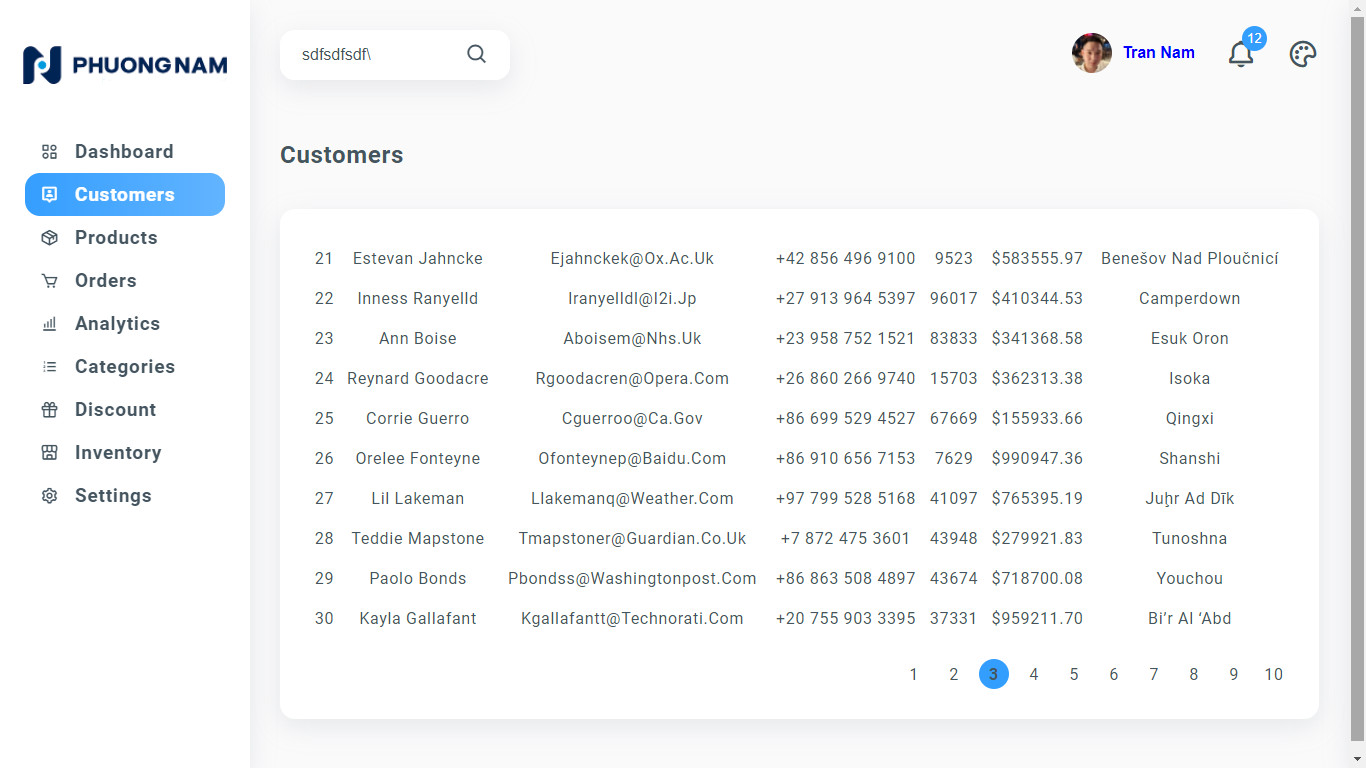 PHUONG NAM
sdfsdfsdf\
Tran Nam
12
Dashboard
Customers
Products
Orders
Analytics
Categories
Discount
Inventory
Settings
Customers
21 Estevan Jahncke Ejahnckek@Ox.Ac.Uk +42 856 496 9100 9523 $583555.97 Benešov Nad Ploučnicí
22 Inness Ranyelld Iranyelldl@I2i.Jp +27 913 964 5397 96017 $410344.53 Camperdown
23 Ann Boise Aboisem@Nhs.Uk +23 958 752 1521 83833 $341368.58 Esuk Oron
24 Reynard Goodacre Rgoodacren@Opera.Com +26 860 266 9740 15703 $362313.38 Isoka
25 Corrie Guerro Cguerroo@Ca.Gov +86 699 529 4527 67669 $155933.66 Qingxi
26 Orelee Fonteyne Ofonteynep@Baidu.Com +86 910 656 7153 7629 $990947.36 Shanshi
27 Lil Lakeman Llakemanq@Weather.Com +97 799 528 5168 41097 $765395.19 Juḩr Ad Dīk
28 Teddie Mapstone Tmapstoner@Guardian.Co.Uk +7 872 475 3601 43948 $279921.83 Tunoshna
29 Paolo Bonds Pbondss@Washingtonpost.Com +86 863 508 4897 43674 $718700.08 Youchou
30 Kayla Gallafant Kgallafantt@Technorati.Com +20 755 903 3395 37331 $959211.70 Bi’r Al ‘Abd
1 2 3 4 5 6 7 8 9 10